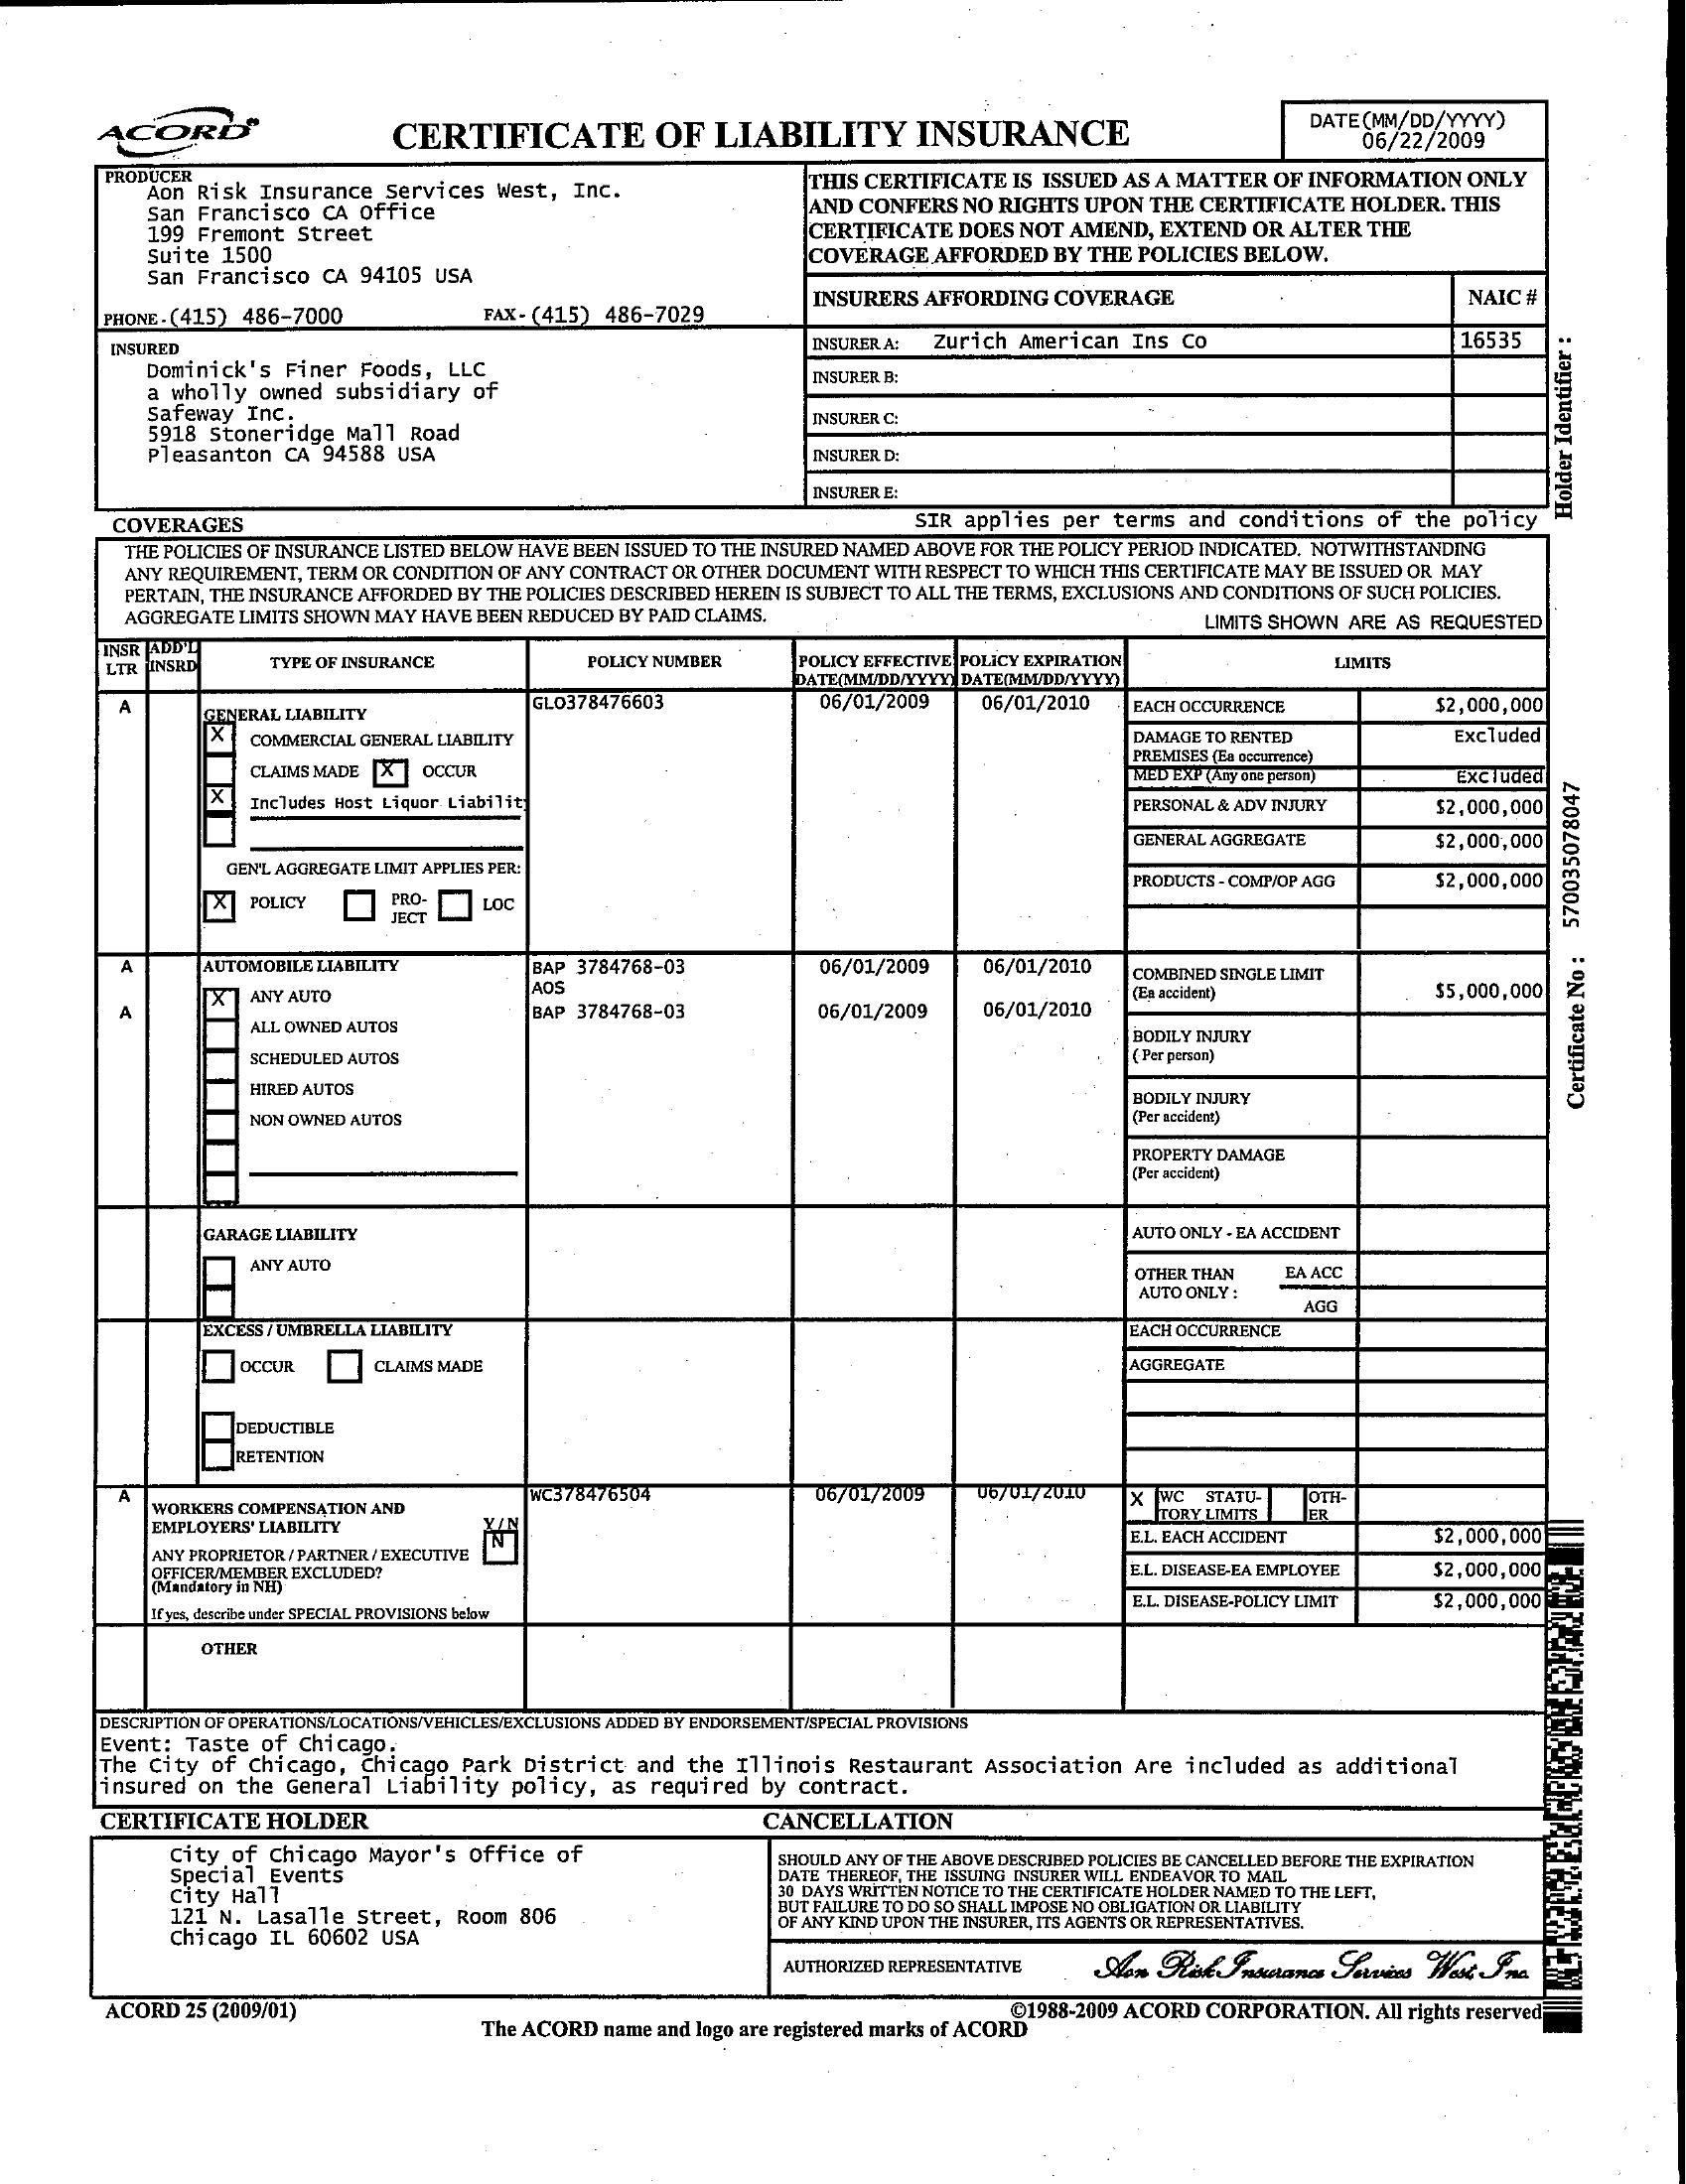 ACORD®
CERTIFICATE OF LIABILITY INSURANCE
DATE(MM/DD/YYYY)
06/22/2009
PRODUCER
Aon Risk Insurance Services West, Inc.
San Francisco CA Office
199 Fremont Street
Suite 1500
San Francisco CA 94105 USA
PHONE-(415) 486-7000 FAX-(415) 486-7029
THIS CERTIFICATE IS ISSUED AS A MATTER OF INFORMATION ONLY
AND CONFERS NO RIGHTS UPON THE CERTIFICATE HOLDER. THIS
CERTIFICATE DOES NOT AMEND, EXTEND OR ALTER THE
COVERAGE AFFORDED BY THE POLICIES BELOW.
INSURERS AFFORDING COVERAGE NAIC #
INSURED
Dominick's Finer Foods, LLC
a wholly owned subsidiary of
Safeway Inc.
5918 Stoneridge Mall Road
Pleasanton CA 94588 USA
INSURER A: Zurich American Ins Co 16535
INSURER B:
INSURER C:
INSURER D:
INSURER E:
Holder Identifier :
COVERAGES SIR applies per terms and conditions of the policy
THE POLICIES OF INSURANCE LISTED BELOW HAVE BEEN ISSUED TO THE INSURED NAMED ABOVE FOR THE POLICY PERIOD INDICATED. NOTWITHSTANDING
ANY REQUIREMENT, TERM OR CONDITION OF ANY CONTRACT OR OTHER DOCUMENT WITH RESPECT TO WHICH THIS CERTIFICATE MAY BE ISSUED OR MAY
PERTAIN, THE INSURANCE AFFORDED BY THE POLICIES DESCRIBED HEREIN IS SUBJECT TO ALL THE TERMS, EXCLUSIONS AND CONDITIONS OF SUCH POLICIES.
AGGREGATE LIMITS SHOWN MAY HAVE BEEN REDUCED BY PAID CLAIMS.
LIMITS SHOWN ARE AS REQUESTED
INSR LTR ADD'L INSRD TYPE OF INSURANCE POLICY NUMBER POLICY EFFECTIVE DATE(MM/DD/YYYY) POLICY EXPIRATION DATE(MM/DD/YYYY) LIMITS
A GENERAL LIABILITY GLO378476603 06/01/2009 06/01/2010 EACH OCCURRENCE $2,000,000
X COMMERCIAL GENERAL LIABILITY DAMAGE TO RENTED PREMISES (Ea occurrence) Excluded
CLAIMS MADE X OCCUR MED EXP (Any one person) Excluded
X Includes Host Liquor Liability PERSONAL & ADV INJURY $2,000,000
GENERAL AGGREGATE $2,000,000
GEN'L AGGREGATE LIMIT APPLIES PER: PRODUCTS - COMP/OP AGG $2,000,000
X POLICY PRO-JECT LOC
A AUTOMOBILE LIABILITY BAP 3784768-03 06/01/2009 06/01/2010 COMBINED SINGLE LIMIT (Ea accident) $5,000,000
X ANY AUTO AOS
A BAP 3784768-03 06/01/2009 06/01/2010
ALL OWNED AUTOS BODILY INJURY
SCHEDULED AUTOS ( Per person)
HIRED AUTOS BODILY INJURY
NON OWNED AUTOS (Per accident)
PROPERTY DAMAGE
(Per accident)
Certificate No : 570035078047
GARAGE LIABILITY AUTO ONLY - EA ACCIDENT
ANY AUTO OTHER THAN EA ACC
AUTO ONLY : AGG
EXCESS / UMBRELLA LIABILITY EACH OCCURRENCE
OCCUR CLAIMS MADE AGGREGATE
DEDUCTIBLE
RETENTION
A WORKERS COMPENSATION AND WC378476504 06/01/2009 06/01/2010 X WC STATU-TORY LIMITS OTH-ER
EMPLOYERS' LIABILITY Y/N E.L. EACH ACCIDENT $2,000,000
ANY PROPRIETOR / PARTNER / EXECUTIVE N
OFFICER/MEMBER EXCLUDED? E.L. DISEASE-EA EMPLOYEE $2,000,000
(Mandatory in NH)
If yes, describe under SPECIAL PROVISIONS below E.L. DISEASE-POLICY LIMIT $2,000,000
OTHER
DESCRIPTION OF OPERATIONS/LOCATIONS/VEHICLES/EXCLUSIONS ADDED BY ENDORSEMENT/SPECIAL PROVISIONS
Event: Taste of Chicago.
The City of Chicago, Chicago Park District and the Illinois Restaurant Association Are included as additional
insured on the General Liability policy, as required by contract.
CERTIFICATE HOLDER
City of Chicago Mayor's Office of
Special Events
City Hall
121 N. Lasalle Street, Room 806
Chicago IL 60602 USA
CANCELLATION
SHOULD ANY OF THE ABOVE DESCRIBED POLICIES BE CANCELLED BEFORE THE EXPIRATION
DATE THEREOF, THE ISSUING INSURER WILL ENDEAVOR TO MAIL
30 DAYS WRITTEN NOTICE TO THE CERTIFICATE HOLDER NAMED TO THE LEFT,
BUT FAILURE TO DO SO SHALL IMPOSE NO OBLIGATION OR LIABILITY
OF ANY KIND UPON THE INSURER, ITS AGENTS OR REPRESENTATIVES.
AUTHORIZED REPRESENTATIVE Aon Risk Insurance Services West Inc.
ACORD 25 (2009/01) ©1988-2009 ACORD CORPORATION. All rights reserved
The ACORD name and logo are registered marks of ACORD